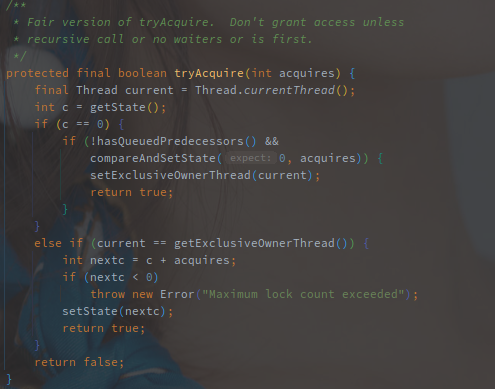 /**
 * Fair version of tryAcquire.  Don't grant access unless
 * recursive call or no waiters or is first.
 */
protected final boolean tryAcquire(int acquires) {
    final Thread current = Thread.currentThread();
    int c = getState();
    if (c == 0) {
        if (!hasQueuedPredecessors() &&
            compareAndSetState( expect: 0, acquires)) {
            setExclusiveOwnerThread(current);
            return true;
        }
    }
    else if (current == getExclusiveOwnerThread()) {
        int nextc = c + acquires;
        if (nextc < 0)
            throw new Error("Maximum lock count exceeded");
        setState(nextc);
        return true;
    }
    return false;
}